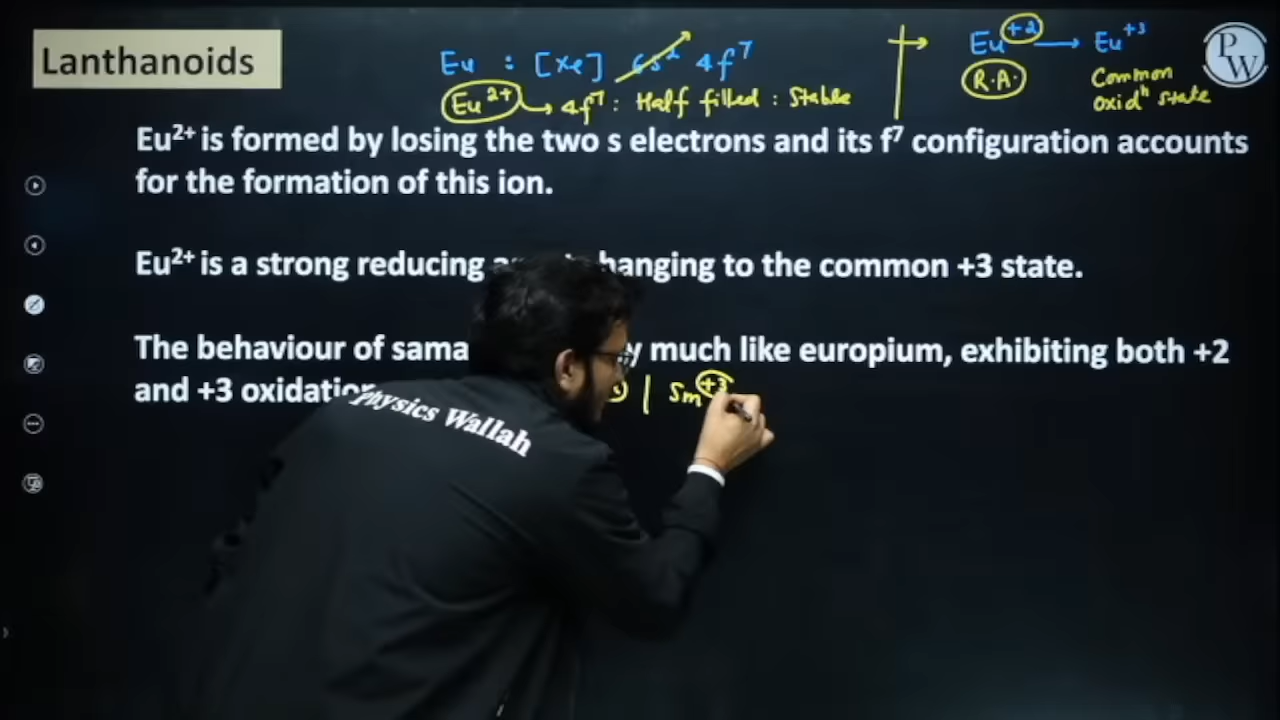 Lanthanoids
Eu : [Xe] 6s² 4f⁷
Eu²⁺ → 4f⁷ : Half filled : Stable
Eu⁺² → Eu⁺³
R.A.
Common
oxidⁿ state
PW
Eu²⁺ is formed by losing the two s electrons and its f⁷ configuration accounts
for the formation of this ion.
Eu²⁺ is a strong reducing hanging to the common +3 state.
The behaviour of sama y much like europium, exhibiting both +2
and +3 oxidation | Sm⁺³
Physics Wallah